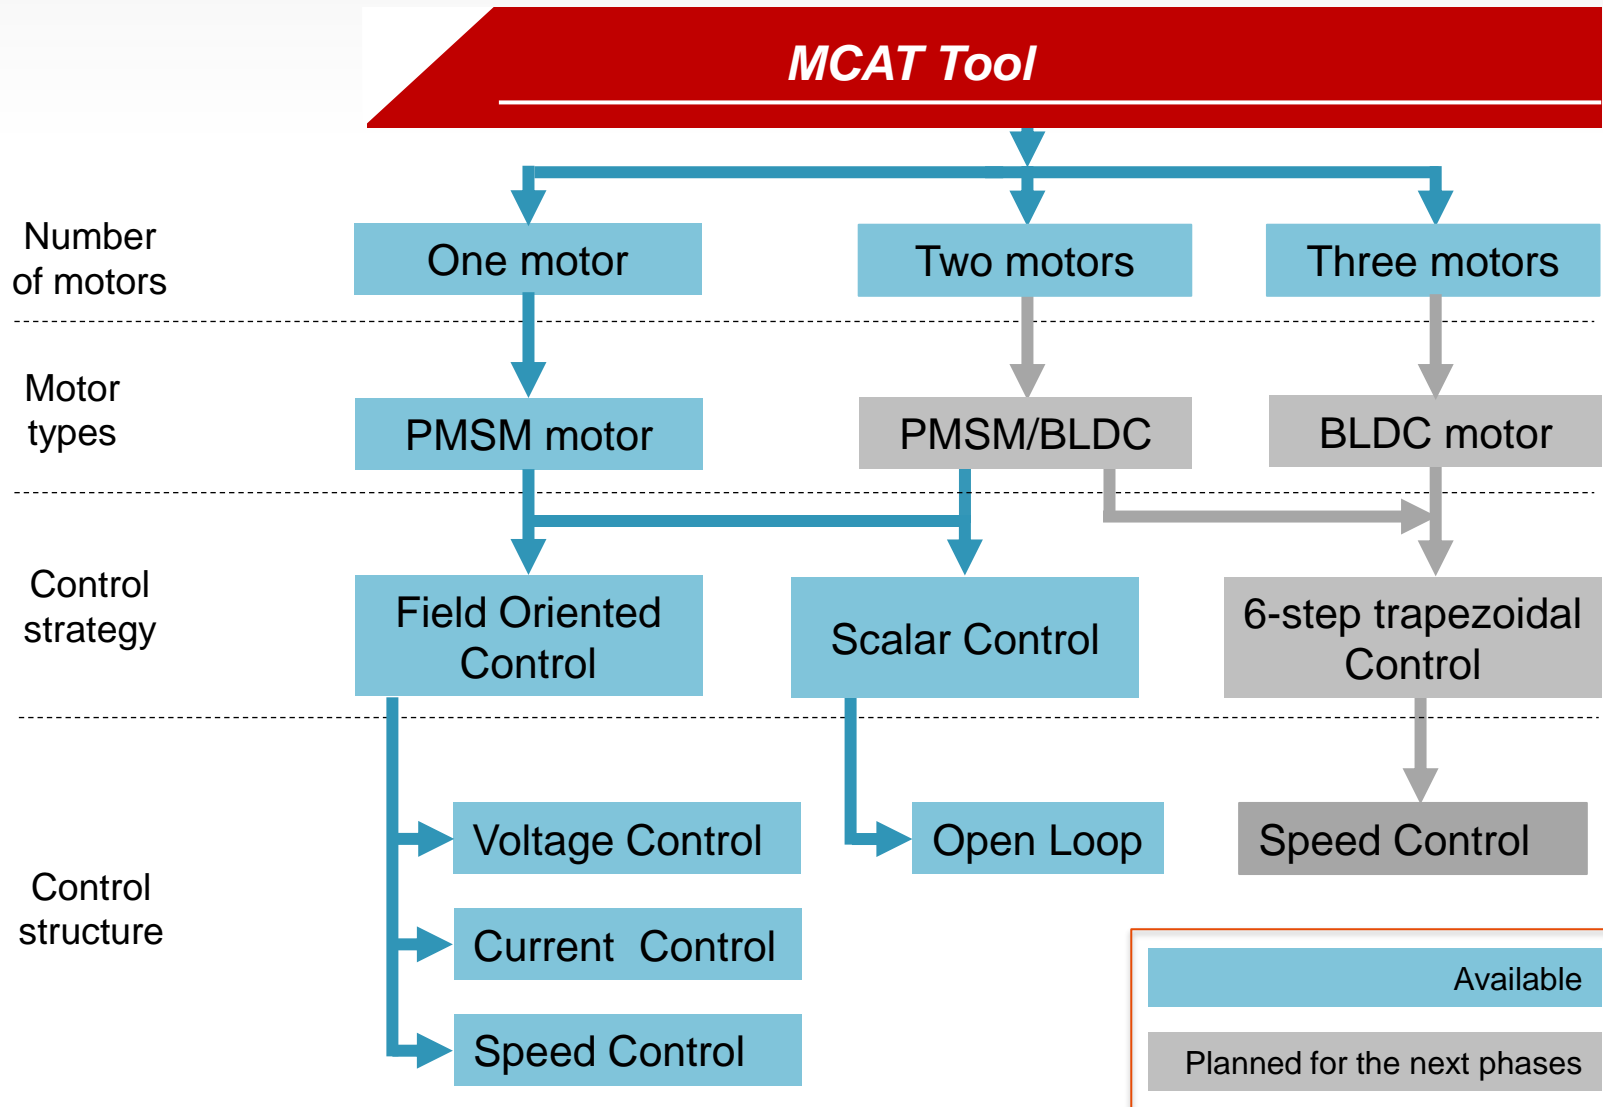 MCAT Tool
Number
of motors
One motor
Two motors
Three motors
Motor
types
PMSM motor
PMSM/BLDC
BLDC motor
Control
strategy
Field Oriented
Control
Scalar Control
6-step trapezoidal
Control
Control
structure
Voltage Control
Open Loop
Speed Control
Current  Control
Speed Control
Available
Planned for the next phases